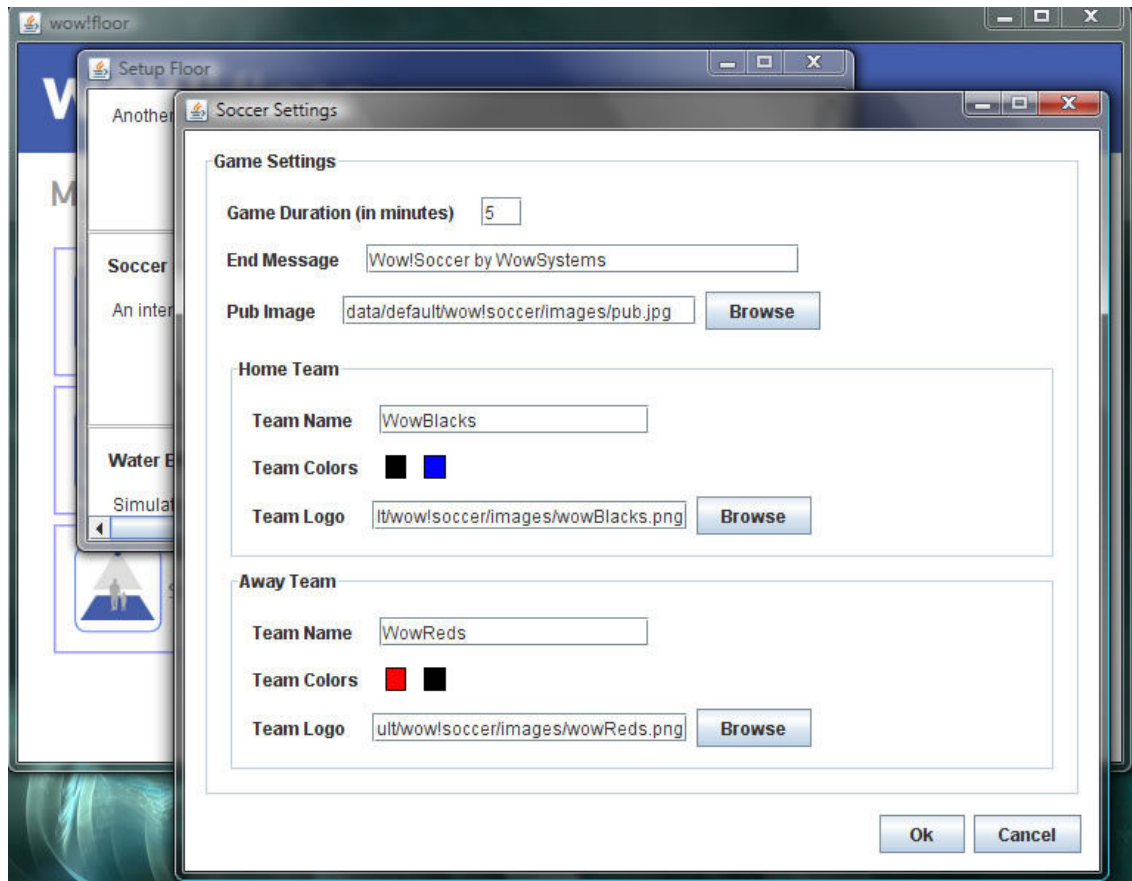 wow!floor
Setup Floor
Another
Soccer Settings
Game Settings
Game Duration (in minutes) 5
End Message Wow!Soccer by WowSystems
Pub Image data/default/wow!soccer/images/pub.jpg Browse
Soccer
An inter
Home Team
Team Name WowBlacks
Team Colors
Team Logo lt/wow!soccer/images/wowBlacks.png Browse
Water E
Simulat
Away Team
Team Name WowReds
Team Colors
Team Logo ult/wow!soccer/images/wowReds.png Browse
Ok Cancel